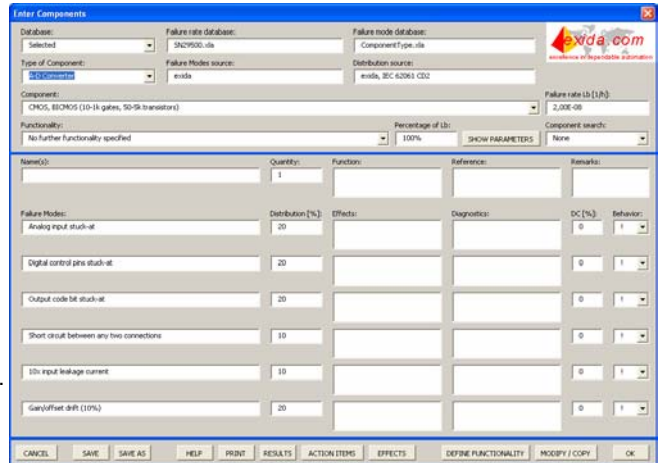 Enter Components
Database: Failure rate database: Failure mode database:
Selected SN29500.xla ComponentType.xla
exida.com
excellence in dependable automation
Type of Component: Failure Modes source: Distribution source:
A-D Converter exida exida, IEC 62061 CD2
Component: Failure rate Lb [1/h]:
CMOS, BICMOS (10-1k gates, 50-5k transistors) 2,00E-08
Functionality: Percentage of Lb: Component search:
No further functionality specified 100% SHOW PARAMETERS None
Name(s): Quantity: Function: Reference: Remarks:
1
Failure Modes: Distribution [%]: Effects: Diagnostics: DC [%]: Behavior:
Analog input stuck-at 20 0 !
Digital control pins stuck-at 20 0 !
Output code bit stuck-at 20 0 !
Short circuit between any two connections 10 0 !
10x input leakage current 10 0 !
Gain/offset drift (10%) 20 0 !
CANCEL SAVE SAVE AS HELP PRINT RESULTS ACTION ITEMS EFFECTS DEFINE FUNCTIONALITY MODIFY / COPY OK